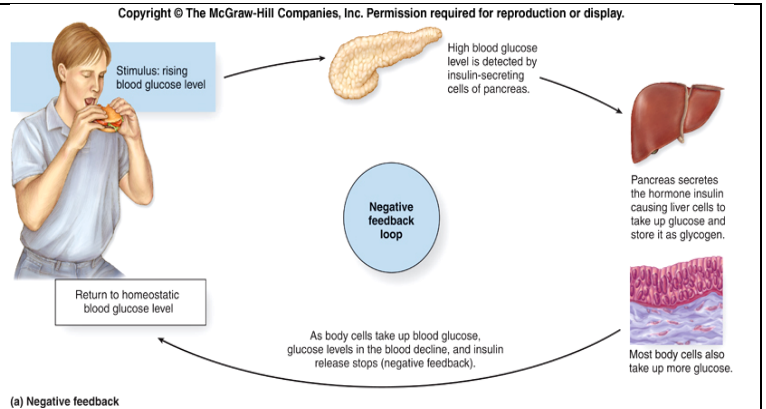 Copyright © The McGraw-Hill Companies, Inc. Permission required for reproduction or display.
Stimulus: rising
blood glucose level
High blood glucose
level is detected by
insulin-secreting
cells of pancreas.
Pancreas secretes
the hormone insulin
causing liver cells to
take up glucose and
store it as glycogen.
Negative
feedback
loop
Most body cells also
take up more glucose.
As body cells take up blood glucose,
glucose levels in the blood decline, and insulin
release stops (negative feedback).
Return to homeostatic
blood glucose level
(a) Negative feedback